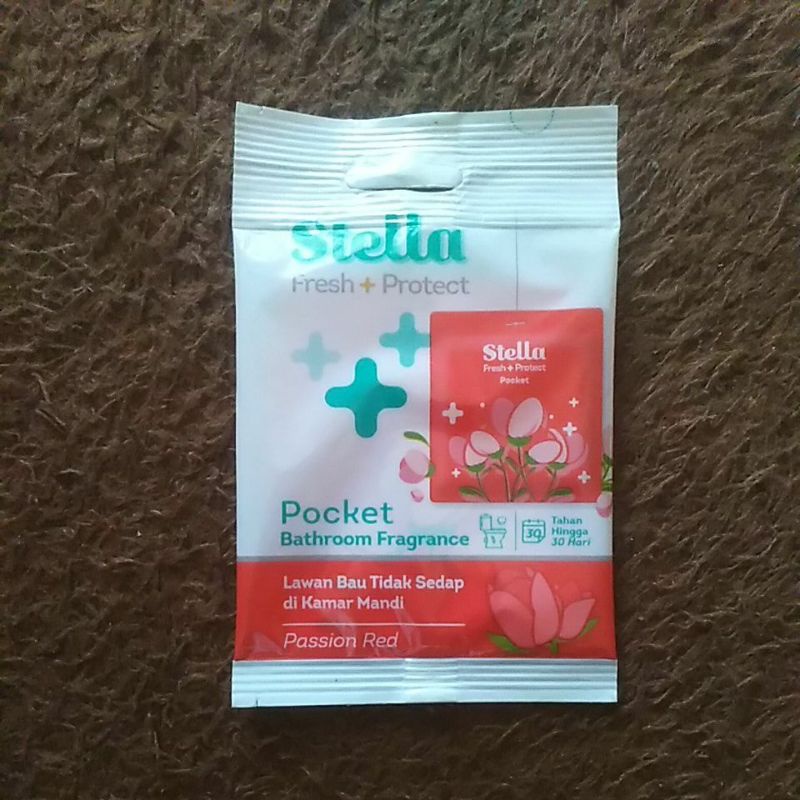 Stella
Fresh + Protect
Stella
Fresh + Protect
Pocket
Pocket
Bathroom Fragrance
30
Tahan
Hingga
30 Hari
Lawan Bau Tidak Sedap
di Kamar Mandi
Passion Red